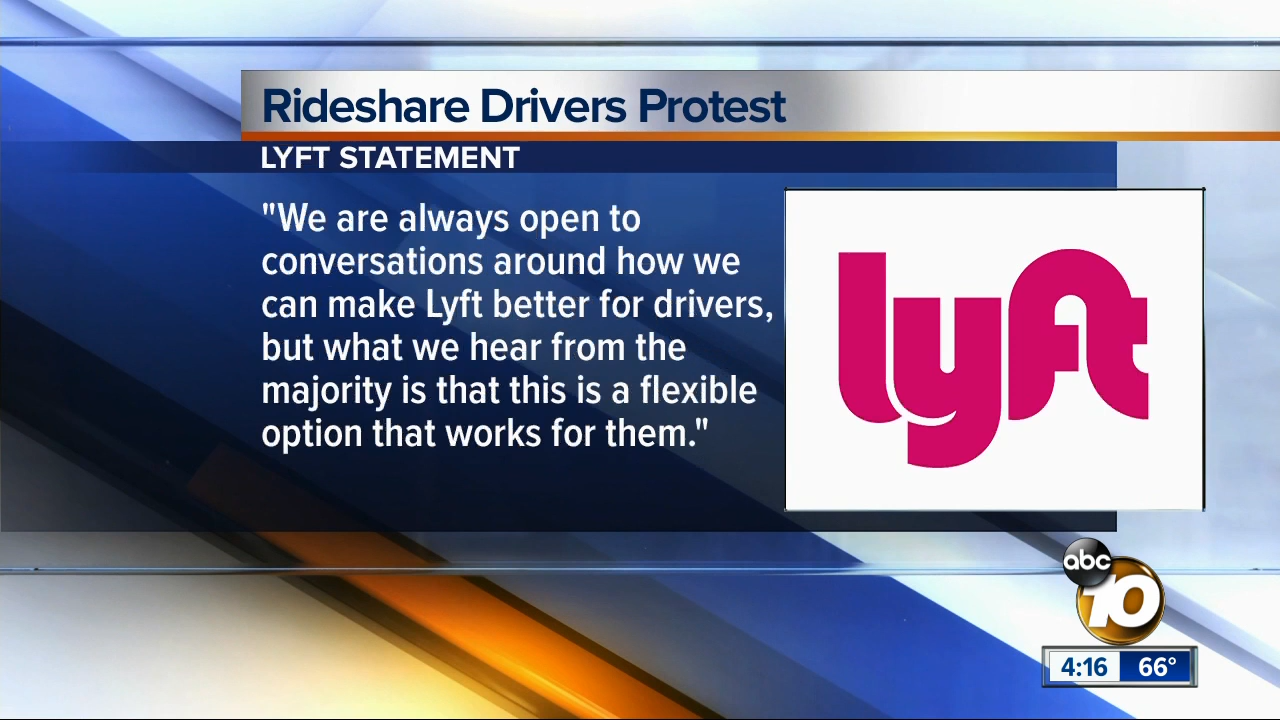 Rideshare Drivers Protest
LYFT STATEMENT
"We are always open to
conversations around how we
can make Lyft better for drivers,
but what we hear from the
majority is that this is a flexible
option that works for them."
lyft
abc
10
4:16 66°